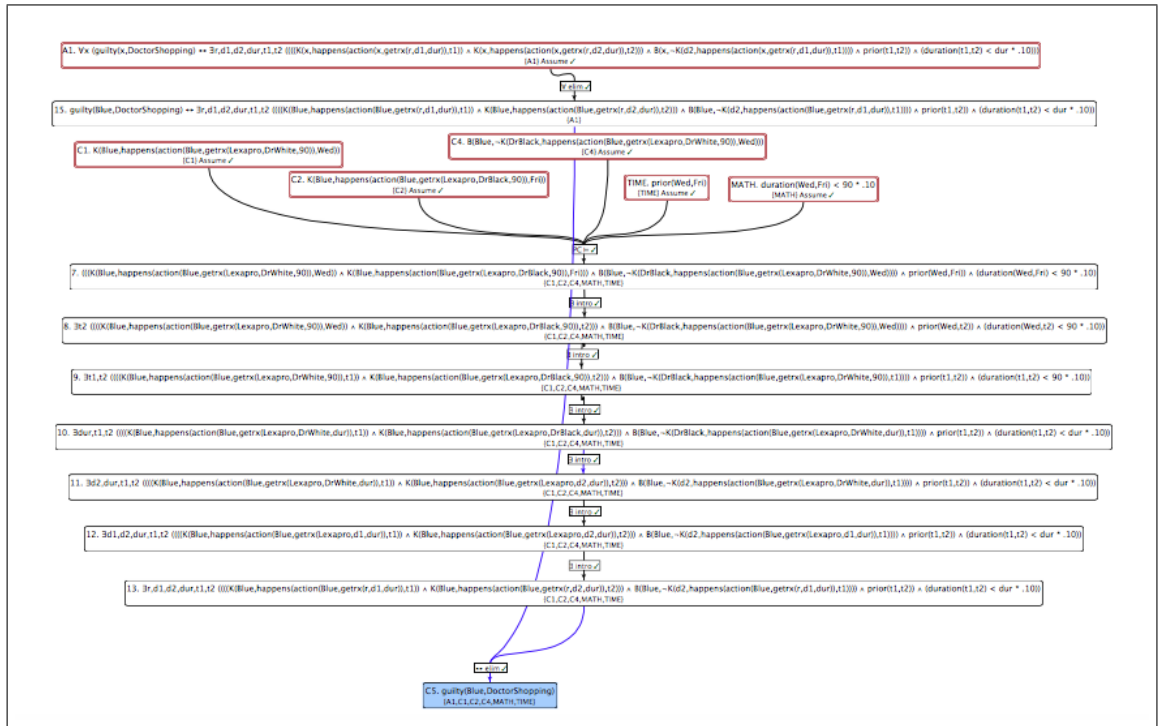 A1. ∀x (guilty(x,DoctorShopping) ↔ ∃r,d1,d2,dur,t1,t2 ((((K(x,happens(action(x,getrx(r,d1,dur)),t1)) ∧ K(x,happens(action(x,getrx(r,d2,dur)),t2))) ∧ B(x,¬K(d2,happens(action(x,getrx(r,d1,dur)),t1)))) ∧ prior(t1,t2)) ∧ (duration(t1,t2) < dur * .10)))
{A1} Assume ✓
∀ elim ✓
15. guilty(Blue,DoctorShopping) ↔ ∃r,d1,d2,dur,t1,t2 ((((K(Blue,happens(action(Blue,getrx(r,d1,dur)),t1)) ∧ K(Blue,happens(action(Blue,getrx(r,d2,dur)),t2))) ∧ B(Blue,¬K(d2,happens(action(Blue,getrx(r,d1,dur)),t1)))) ∧ prior(t1,t2)) ∧ (duration(t1,t2) < dur * .10))
{A1}
C1. K(Blue,happens(action(Blue,getrx(Lexapro,DrWhite,90)),Wed))
{C1} Assume ✓
C4. B(Blue,¬K(DrBlack,happens(action(Blue,getrx(Lexapro,DrWhite,90)),Wed)))
{C4} Assume ✓
C2. K(Blue,happens(action(Blue,getrx(Lexapro,DrBlack,90)),Fri))
{C2} Assume ✓
TIME. prior(Wed,Fri)
{TIME} Assume ✓
MATH. duration(Wed,Fri) < 90 * .10
{MATH} Assume ✓
PC ⊢ ✓
7. ((((K(Blue,happens(action(Blue,getrx(Lexapro,DrWhite,90)),Wed)) ∧ K(Blue,happens(action(Blue,getrx(Lexapro,DrBlack,90)),Fri))) ∧ B(Blue,¬K(DrBlack,happens(action(Blue,getrx(Lexapro,DrWhite,90)),Wed)))) ∧ prior(Wed,Fri)) ∧ (duration(Wed,Fri) < 90 * .10))
{C1,C2,C4,MATH,TIME}
∃ intro ✓
8. ∃t2 ((((K(Blue,happens(action(Blue,getrx(Lexapro,DrWhite,90)),Wed)) ∧ K(Blue,happens(action(Blue,getrx(Lexapro,DrBlack,90)),t2))) ∧ B(Blue,¬K(DrBlack,happens(action(Blue,getrx(Lexapro,DrWhite,90)),Wed)))) ∧ prior(Wed,t2)) ∧ (duration(Wed,t2) < 90 * .10))
{C1,C2,C4,MATH,TIME}
∃ intro ✓
9. ∃t1,t2 ((((K(Blue,happens(action(Blue,getrx(Lexapro,DrWhite,90)),t1)) ∧ K(Blue,happens(action(Blue,getrx(Lexapro,DrBlack,90)),t2))) ∧ B(Blue,¬K(DrBlack,happens(action(Blue,getrx(Lexapro,DrWhite,90)),t1)))) ∧ prior(t1,t2)) ∧ (duration(t1,t2) < 90 * .10))
{C1,C2,C4,MATH,TIME}
∃ intro ✓
10. ∃dur,t1,t2 ((((K(Blue,happens(action(Blue,getrx(Lexapro,DrWhite,dur)),t1)) ∧ K(Blue,happens(action(Blue,getrx(Lexapro,DrBlack,dur)),t2))) ∧ B(Blue,¬K(DrBlack,happens(action(Blue,getrx(Lexapro,DrWhite,dur)),t1)))) ∧ prior(t1,t2)) ∧ (duration(t1,t2) < dur * .10))
{C1,C2,C4,MATH,TIME}
∃ intro ✓
11. ∃d2,dur,t1,t2 ((((K(Blue,happens(action(Blue,getrx(Lexapro,DrWhite,dur)),t1)) ∧ K(Blue,happens(action(Blue,getrx(Lexapro,d2,dur)),t2))) ∧ B(Blue,¬K(d2,happens(action(Blue,getrx(Lexapro,DrWhite,dur)),t1)))) ∧ prior(t1,t2)) ∧ (duration(t1,t2) < dur * .10))
{C1,C2,C4,MATH,TIME}
∃ intro ✓
12. ∃d1,d2,dur,t1,t2 ((((K(Blue,happens(action(Blue,getrx(Lexapro,d1,dur)),t1)) ∧ K(Blue,happens(action(Blue,getrx(Lexapro,d2,dur)),t2))) ∧ B(Blue,¬K(d2,happens(action(Blue,getrx(Lexapro,d1,dur)),t1)))) ∧ prior(t1,t2)) ∧ (duration(t1,t2) < dur * .10))
{C1,C2,C4,MATH,TIME}
∃ intro ✓
13. ∃r,d1,d2,dur,t1,t2 ((((K(Blue,happens(action(Blue,getrx(r,d1,dur)),t1)) ∧ K(Blue,happens(action(Blue,getrx(r,d2,dur)),t2))) ∧ B(Blue,¬K(d2,happens(action(Blue,getrx(r,d1,dur)),t1)))) ∧ prior(t1,t2)) ∧ (duration(t1,t2) < dur * .10))
{C1,C2,C4,MATH,TIME}
↔ elim ✓
C5. guilty(Blue,DoctorShopping)
{A1,C1,C2,C4,MATH,TIME}